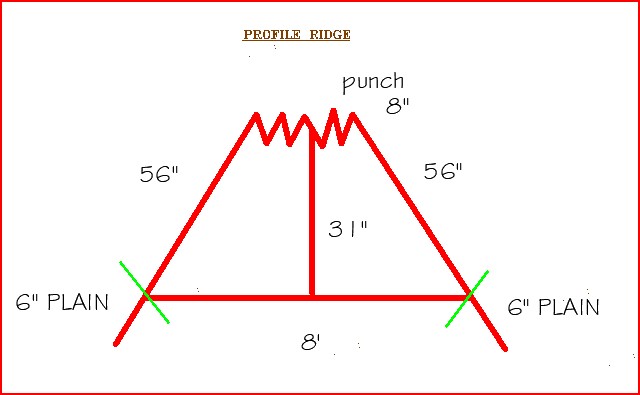 PROFILE RIDGE
punch
8"
56"
56"
31"
6" PLAIN
6" PLAIN
8'